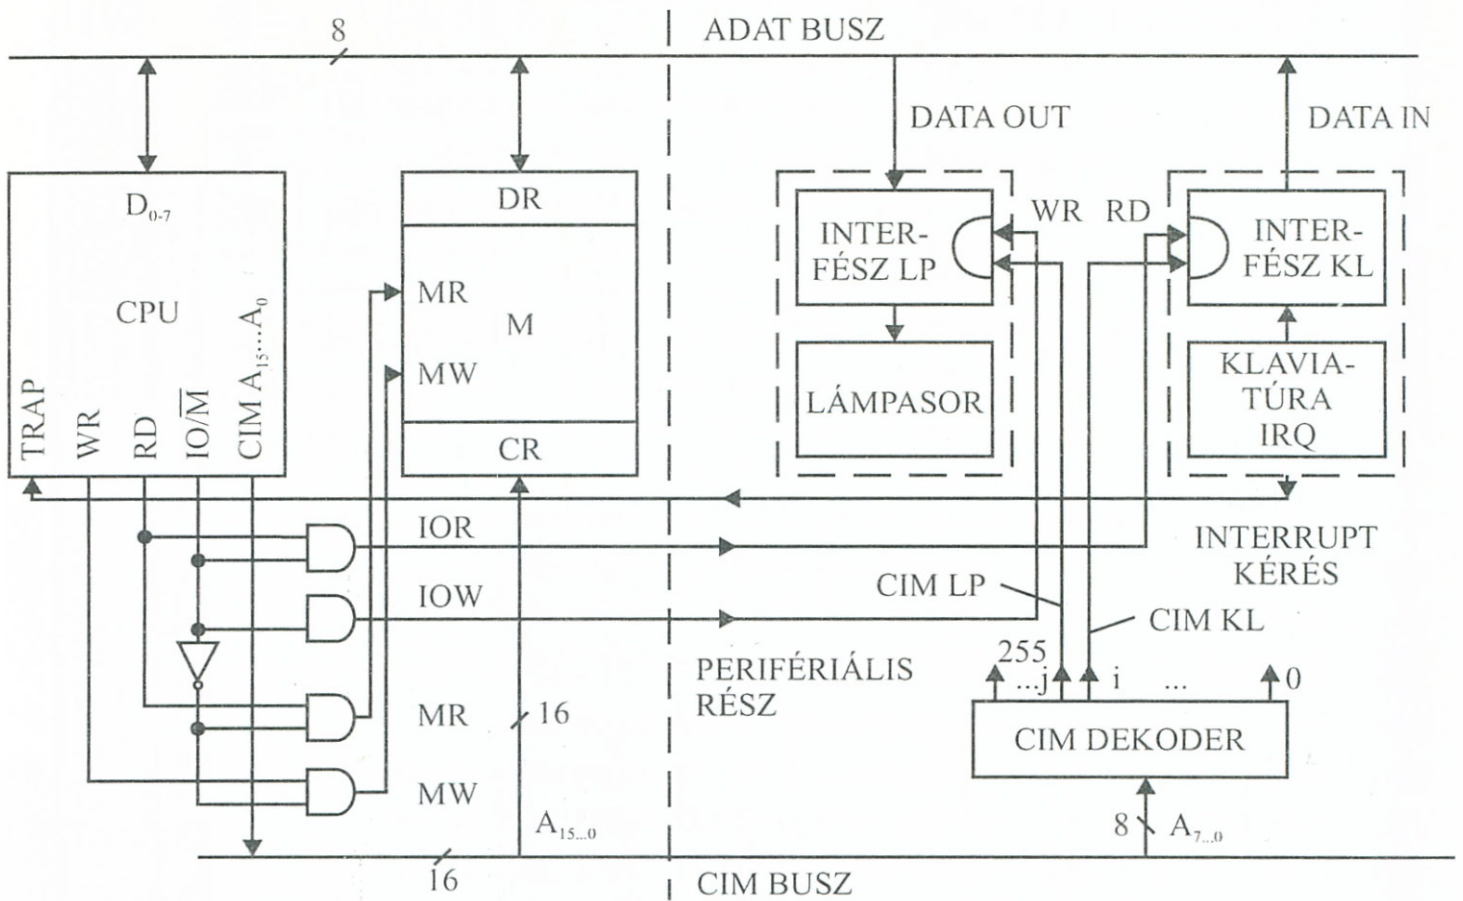 8
ADAT BUSZ
DATA OUT
DATA IN
D₀₋₇
CPU
TRAP
WR
RD
IO/M̅
CIM A₁₅...A₀
DR
MR
M
MW
CR
INTER-
FÉSZ LP
LÁMPASOR
WR RD
INTER-
FÉSZ KL
KLAVIA-
TÚRA
IRQ
IOR
IOW
MR
MW
INTERRUPT
KÉRÉS
CIM LP
CIM KL
PERIFÉRIÁLIS
RÉSZ
255
...j
i
...
0
CIM DEKODER
16
A₁₅...₀
8
A₇...₀
16
CIM BUSZ